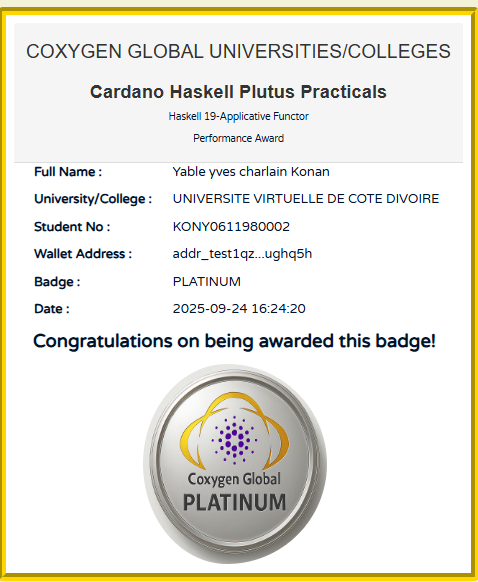 COXYGEN GLOBAL UNIVERSITIES/COLLEGES
Cardano Haskell Plutus Practicals
Haskell 19-Applicative Functor
Performance Award
Full Name : Yable yves charlain Konan
University/College : UNIVERSITE VIRTUELLE DE COTE DIVOIRE
Student No : KONY0611980002
Wallet Address : addr_test1qz...ughq5h
Badge : PLATINUM
Date : 2025-09-24 16:24:20
Congratulations on being awarded this badge!
Coxygen Global
PLATINUM